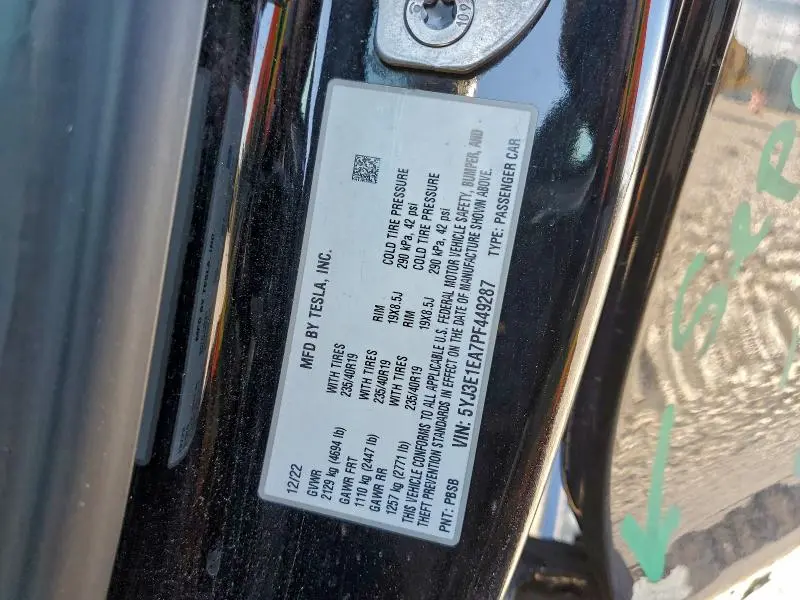 MFD BY TESLA, INC.
12/22
GVWR
2129 kg (4694 lb)
WITH TIRES
235/40R19
RIM
19X8.5J
COLD TIRE PRESSURE
290 kPa, 42 psi
GAWR FRT
1110 kg (2447 lb)
WITH TIRES
235/40R19
RIM
19X8.5J
COLD TIRE PRESSURE
290 kPa, 42 psi
GAWR RR
1257 kg (2771 lb)
WITH TIRES
235/40R19
THIS VEHICLE CONFORMS TO ALL APPLICABLE U.S. FEDERAL MOTOR VEHICLE SAFETY, BUMPER, AND
THEFT PREVENTION STANDARDS IN EFFECT ON THE DATE OF MANUFACTURE SHOWN ABOVE.
VIN: 5YJ3E1EA7PF449287
PNT: PBSB
TYPE: PASSENGER CAR
109